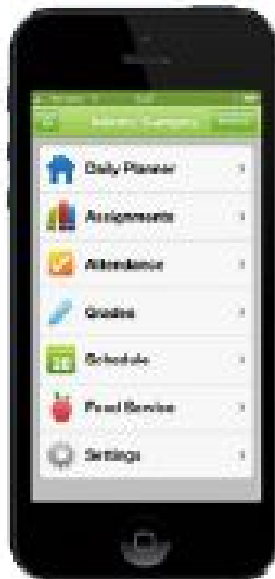 Daily Planner
Assignments
Attendance
Grades
Schedule
Food Service
Settings